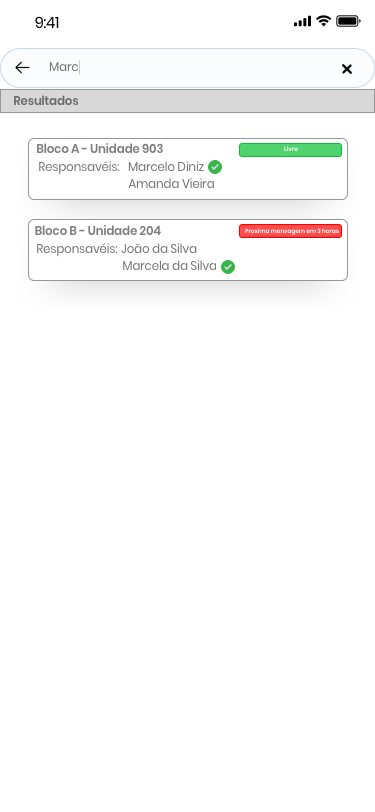 9:41
Marc
Resultados
Bloco A - Unidade 903
Livre
Responsavéis: Marcelo Diniz
Amanda Vieira
Bloco B - Unidade 204
Proxima mensagem em 3 horas
Responsavéis: João da Silva
Marcela da Silva